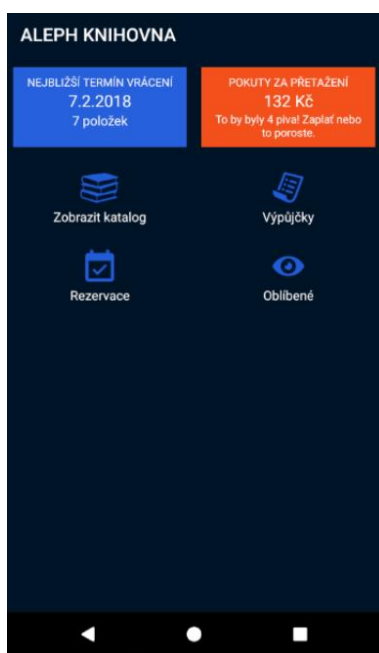 ALEPH KNIHOVNA
NEJBLIŽŠÍ TERMÍN VRÁCENÍ
7.2.2018
7 položek
POKUTY ZA PŘETAŽENÍ
132 Kč
To by byly 4 piva! Zaplať nebo
to poroste.
Zobrazit katalog
Výpůjčky
Rezervace
Oblíbené